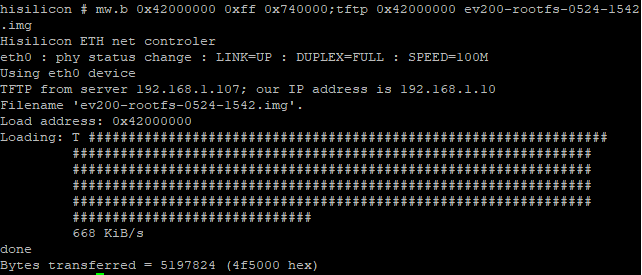 hisilicon # mw.b 0x42000000 0xff 0x740000;tftp 0x42000000 ev200-rootfs-0524-1542
.img
Hisilicon ETH net controler
eth0 : phy status change : LINK=UP : DUPLEX=FULL : SPEED=100M
Using eth0 device
TFTP from server 192.168.1.107; our IP address is 192.168.1.10
Filename 'ev200-rootfs-0524-1542.img'.
Load address: 0x42000000
Loading: T #################################################################
#################################################################
#################################################################
#################################################################
#################################################################
##############################
668 KiB/s
done
Bytes transferred = 5197824 (4f5000 hex)